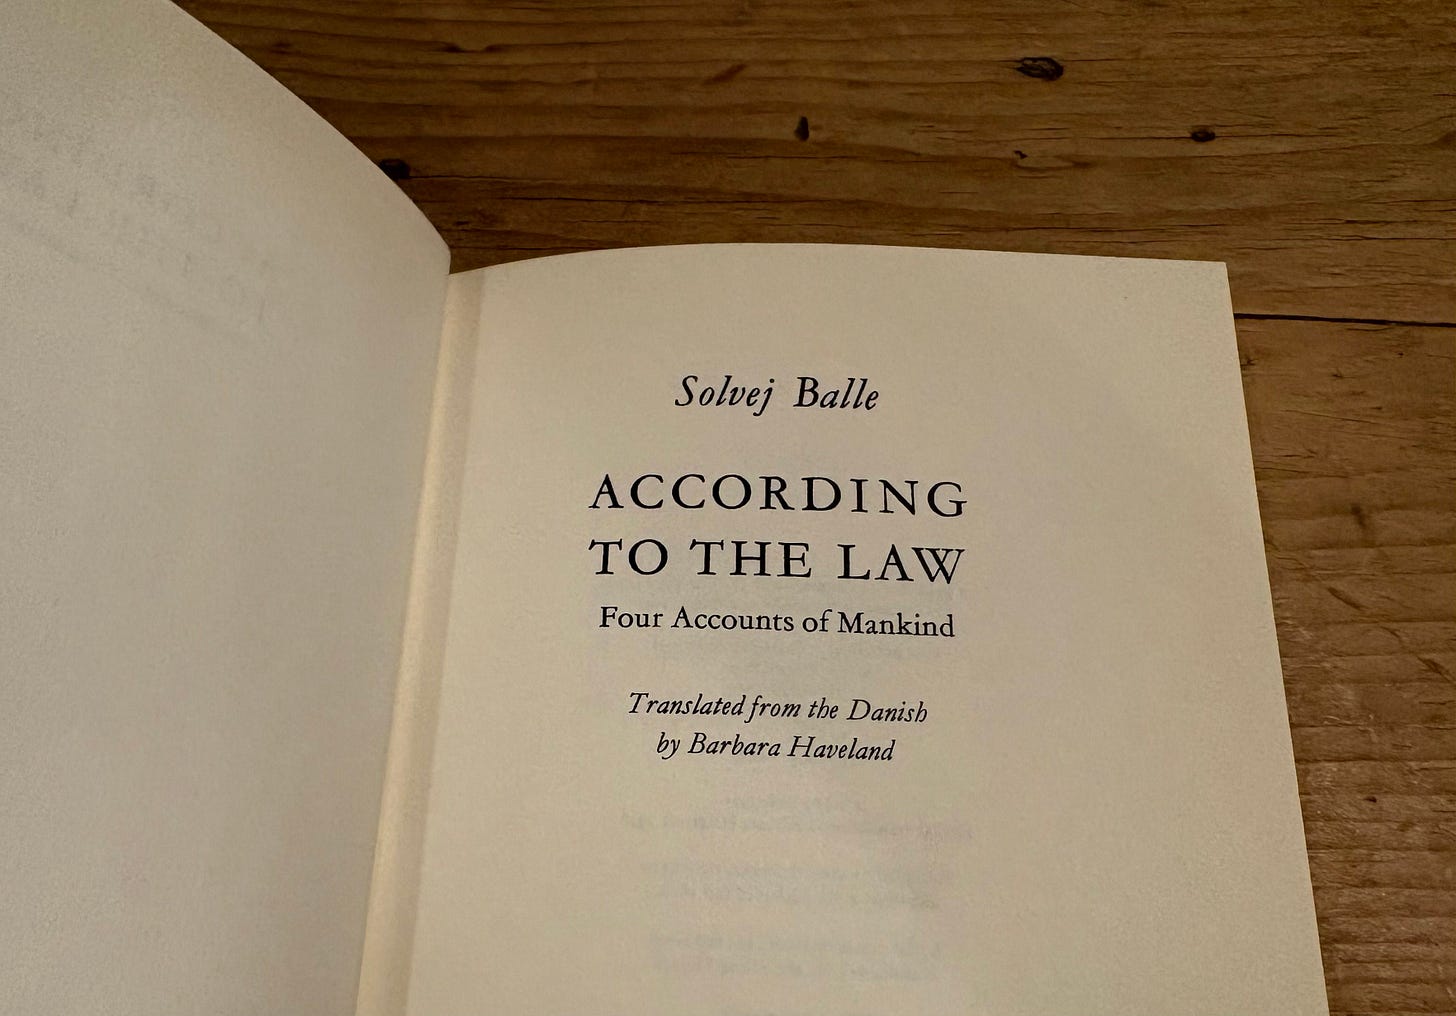 Solvej Balle
ACCORDING
TO THE LAW
Four Accounts of Mankind
Translated from the Danish
by Barbara Haveland